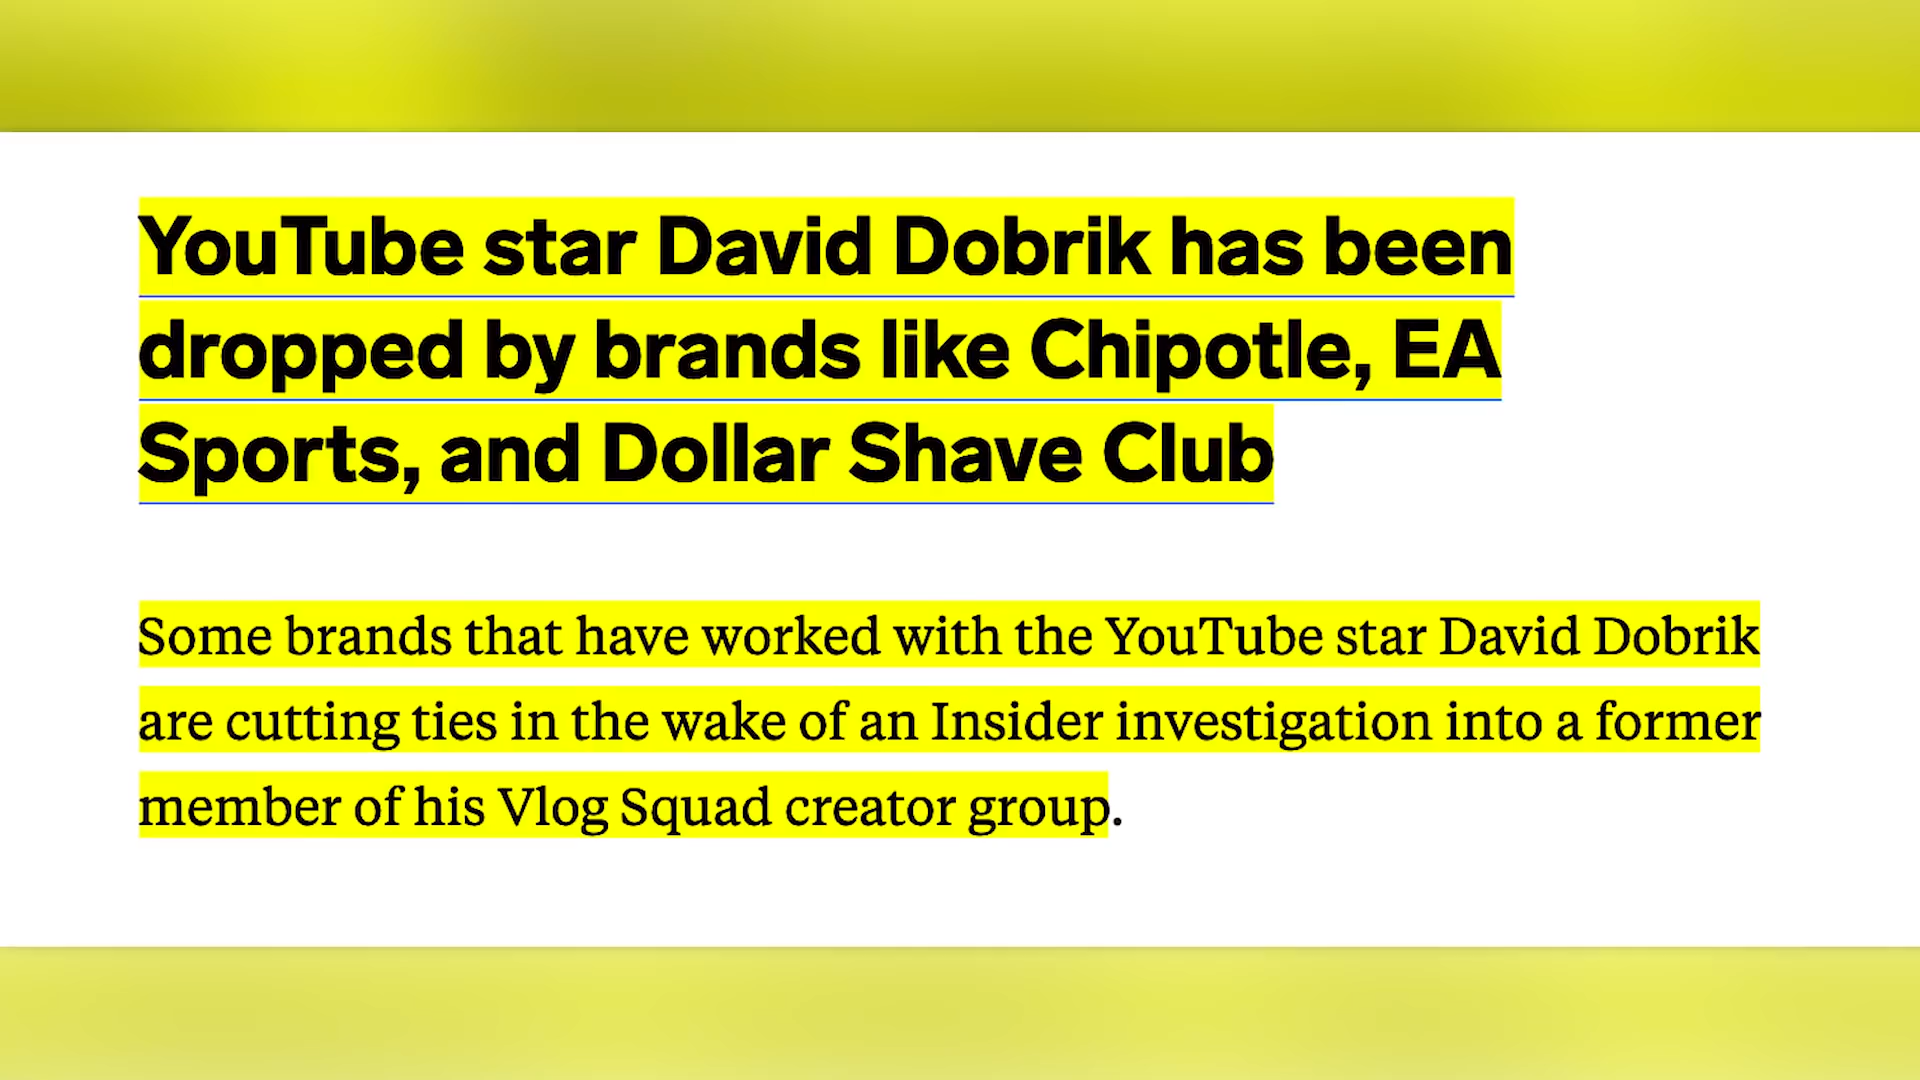 YouTube star David Dobrik has been
dropped by brands like Chipotle, EA
Sports, and Dollar Shave Club
Some brands that have worked with the YouTube star David Dobrik
are cutting ties in the wake of an Insider investigation into a former
member of his Vlog Squad creator group.